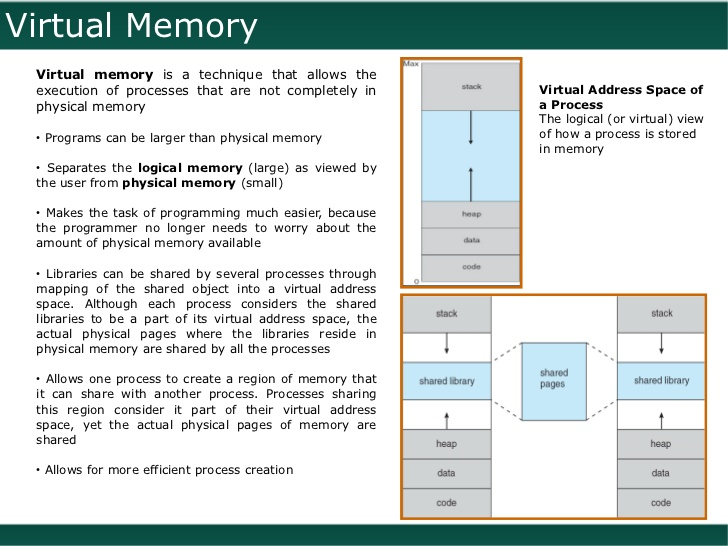 Virtual Memory
Virtual memory is a technique that allows the
execution of processes that are not completely in
physical memory
• Programs can be larger than physical memory
• Separates the logical memory (large) as viewed by
the user from physical memory (small)
• Makes the task of programming much easier, because
the programmer no longer needs to worry about the
amount of physical memory available
• Libraries can be shared by several processes through
mapping of the shared object into a virtual address
space. Although each process considers the shared
libraries to be a part of its virtual address space, the
actual physical pages where the libraries reside in
physical memory are shared by all the processes
• Allows one process to create a region of memory that
it can share with another process. Processes sharing
this region consider it part of their virtual address
space, yet the actual physical pages of memory are
shared
• Allows for more efficient process creation
Max
stack
heap
data
code
0
Virtual Address Space of
a Process
The logical (or virtual) view
of how a process is stored
in memory
stack
shared library
heap
data
code
shared
pages
stack
shared library
heap
data
code